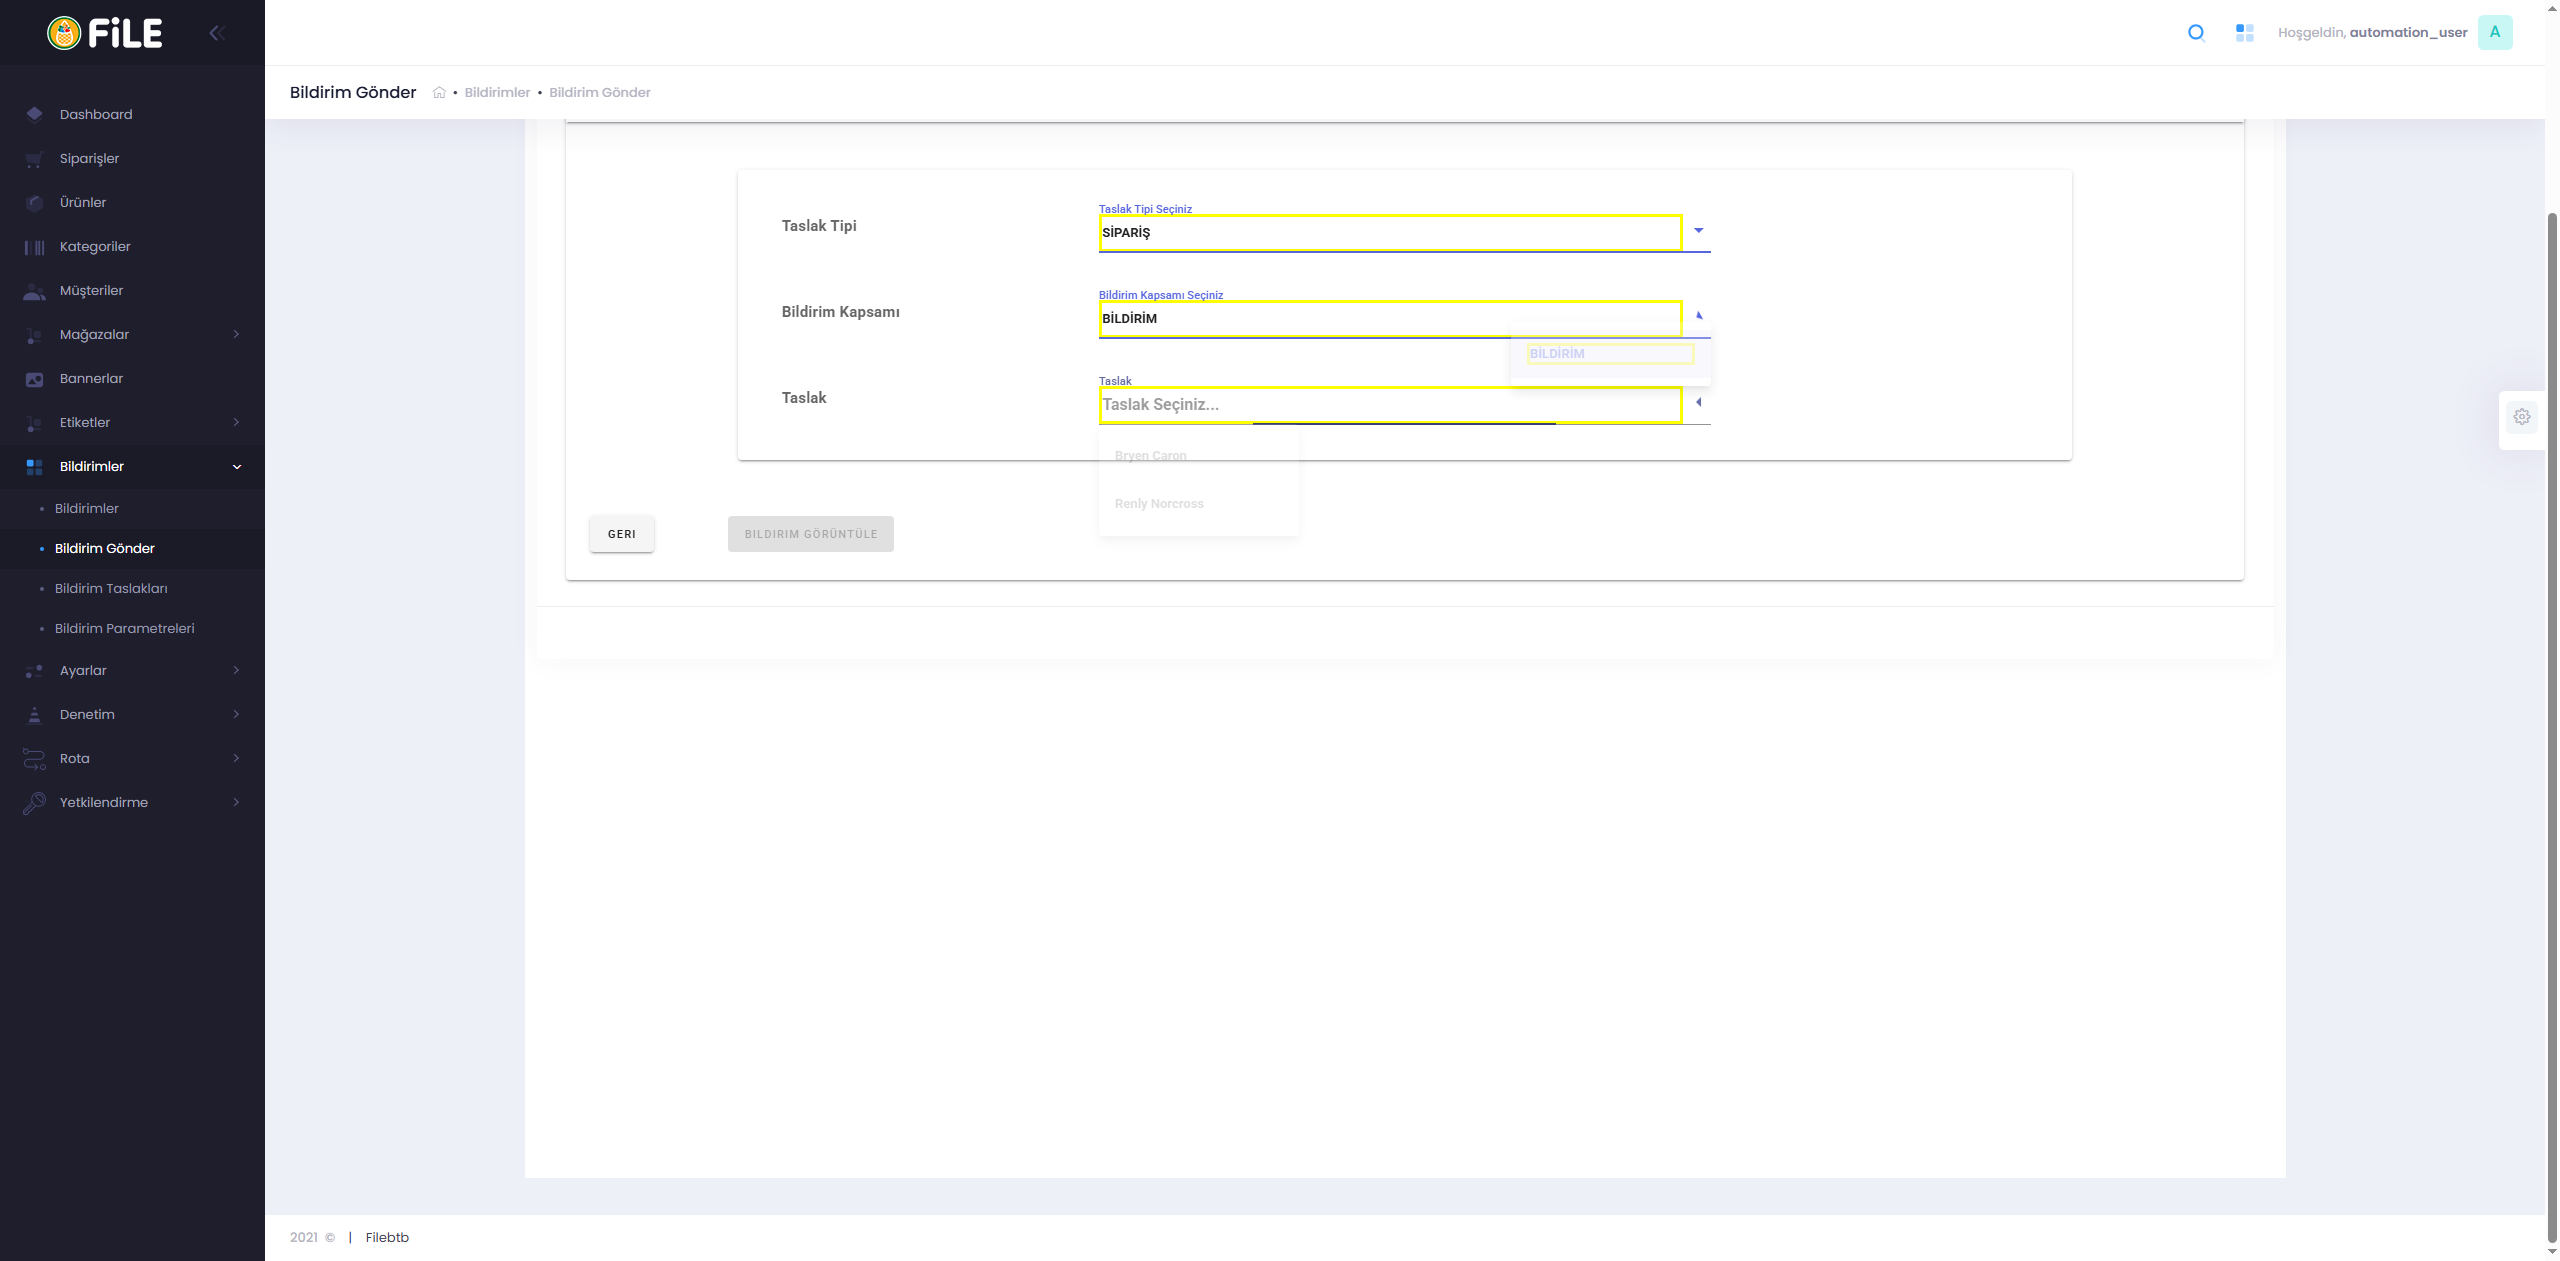 FiLE
Hoşgeldin, automation_user
A
Bildirim Gönder
• Bildirimler • Bildirim Gönder
Dashboard
Siparişler
Ürünler
Kategoriler
Müşteriler
Mağazalar
Bannerlar
Etiketler
Bildirimler
Bildirimler
Bildirim Gönder
Bildirim Taslakları
Bildirim Parametreleri
Ayarlar
Denetim
Rota
Yetkilendirme
Taslak Tipi
Taslak Tipi Seçiniz
SİPARİŞ
Bildirim Kapsamı
Bildirim Kapsamı Seçiniz
BİLDİRİM
BİLDİRİM
Taslak
Taslak
Taslak Seçiniz...
Bryen Caron
Renly Norcross
GERI
BILDIRIM GÖRÜNTÜLE
2021 © | Filebtb